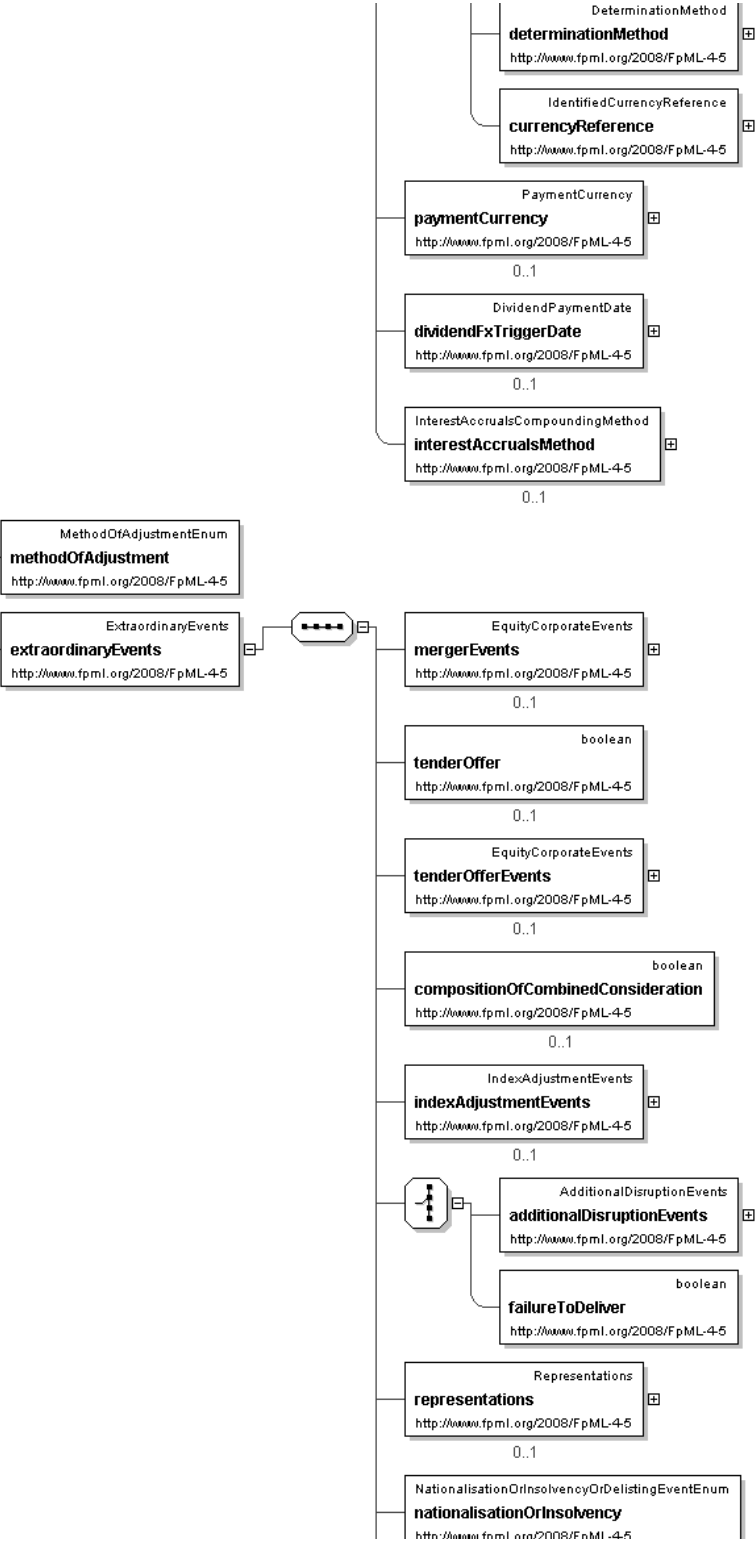 DeterminationMethod
determinationMethod
http://www.fpml.org/2008/FpML-4-5
IdentifiedCurrencyReference
currencyReference
http://www.fpml.org/2008/FpML-4-5
PaymentCurrency
paymentCurrency
http://www.fpml.org/2008/FpML-4-5
0..1
DividendPaymentDate
dividendFxTriggerDate
http://www.fpml.org/2008/FpML-4-5
0..1
InterestAccrualsCompoundingMethod
interestAccrualsMethod
http://www.fpml.org/2008/FpML-4-5
0..1
MethodOfAdjustmentEnum
methodOfAdjustment
http://www.fpml.org/2008/FpML-4-5
ExtraordinaryEvents
extraordinaryEvents
http://www.fpml.org/2008/FpML-4-5
EquityCorporateEvents
mergerEvents
http://www.fpml.org/2008/FpML-4-5
0..1
boolean
tenderOffer
http://www.fpml.org/2008/FpML-4-5
0..1
EquityCorporateEvents
tenderOfferEvents
http://www.fpml.org/2008/FpML-4-5
0..1
boolean
compositionOfCombinedConsideration
http://www.fpml.org/2008/FpML-4-5
0..1
IndexAdjustmentEvents
indexAdjustmentEvents
http://www.fpml.org/2008/FpML-4-5
0..1
AdditionalDisruptionEvents
additionalDisruptionEvents
http://www.fpml.org/2008/FpML-4-5
boolean
failureToDeliver
http://www.fpml.org/2008/FpML-4-5
Representations
representations
http://www.fpml.org/2008/FpML-4-5
0..1
NationalisationOrInsolvencyOrDelistingEventEnum
nationalisationOrInsolvency
http://www.fpml.org/2008/FpML-4-5